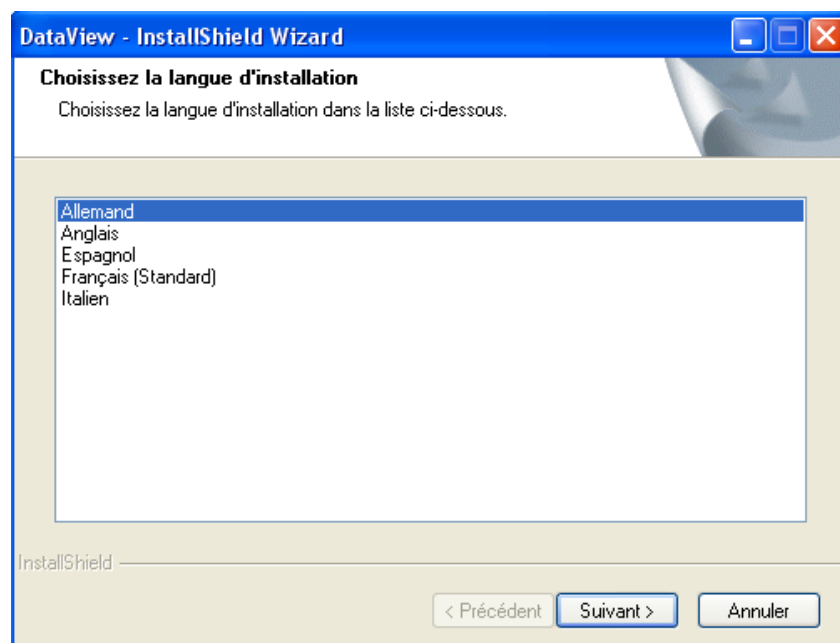 DataView - InstallShield Wizard
Choisissez la langue d'installation
Choisissez la langue d'installation dans la liste ci-dessous.
Allemand
Anglais
Espagnol
Français (Standard)
Italien
InstallShield
< Précédent
Suivant >
Annuler